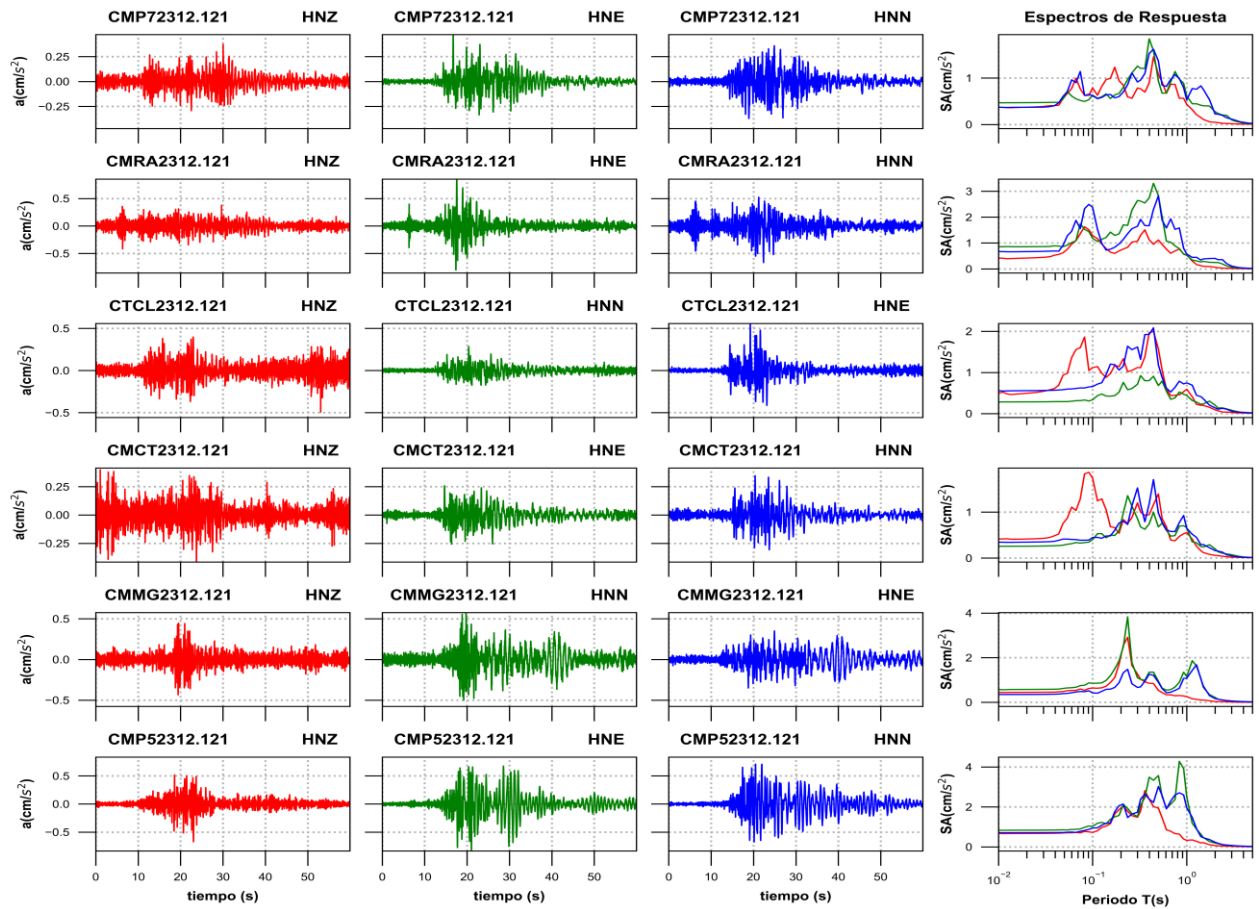 CMP72312.121 HNZ CMP72312.121 HNE CMP72312.121 HNN Espectros de Respuesta
a(cm/s²) 0.25 0.00 −0.25
SA(cm/s²) 1 0
CMRA2312.121 HNZ CMRA2312.121 HNE CMRA2312.121 HNN
a(cm/s²) 0.5 0.0 −0.5
SA(cm/s²) 3 2 1 0
CTCL2312.121 HNZ CTCL2312.121 HNN CTCL2312.121 HNE
a(cm/s²) 0.5 0.0 −0.5
SA(cm/s²) 2 1 0
CMCT2312.121 HNZ CMCT2312.121 HNE CMCT2312.121 HNN
a(cm/s²) 0.25 0.00 −0.25
SA(cm/s²) 1 0
CMMG2312.121 HNZ CMMG2312.121 HNN CMMG2312.121 HNE
a(cm/s²) 0.5 0.0 −0.5
SA(cm/s²) 4 2 0
CMP52312.121 HNZ CMP52312.121 HNE CMP52312.121 HNN
a(cm/s²) 0.5 0.0 −0.5
SA(cm/s²) 4 2 0
0 10 20 30 40 50 0 10 20 30 40 50 0 10 20 30 40 50 10⁻² 10⁻¹ 10⁰
tiempo (s) tiempo (s) tiempo (s) Periodo T(s)